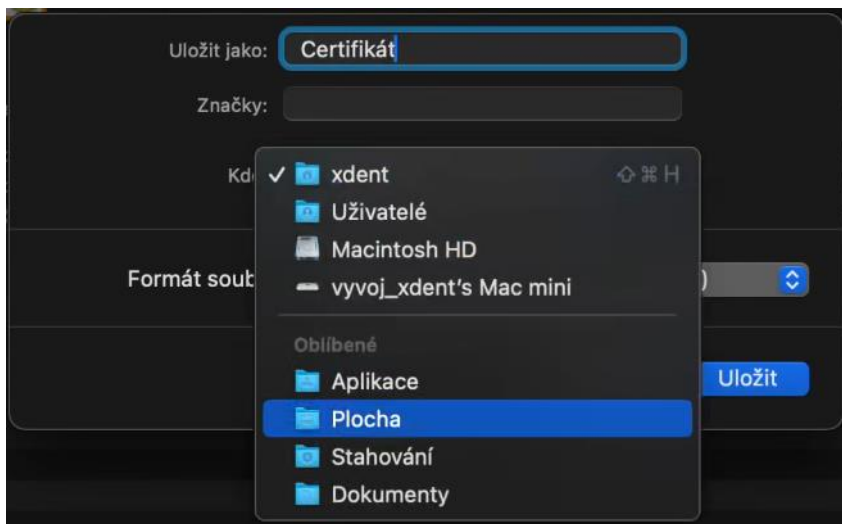 Uložit jako: Certifikát
Značky:
Kd
✓ xdent ⇧⌘H
Uživatelé
Macintosh HD
vyvoj_xdent's Mac mini
Formát soub )
Oblíbené
Aplikace
Uložit
Plocha
Stahování
Dokumenty